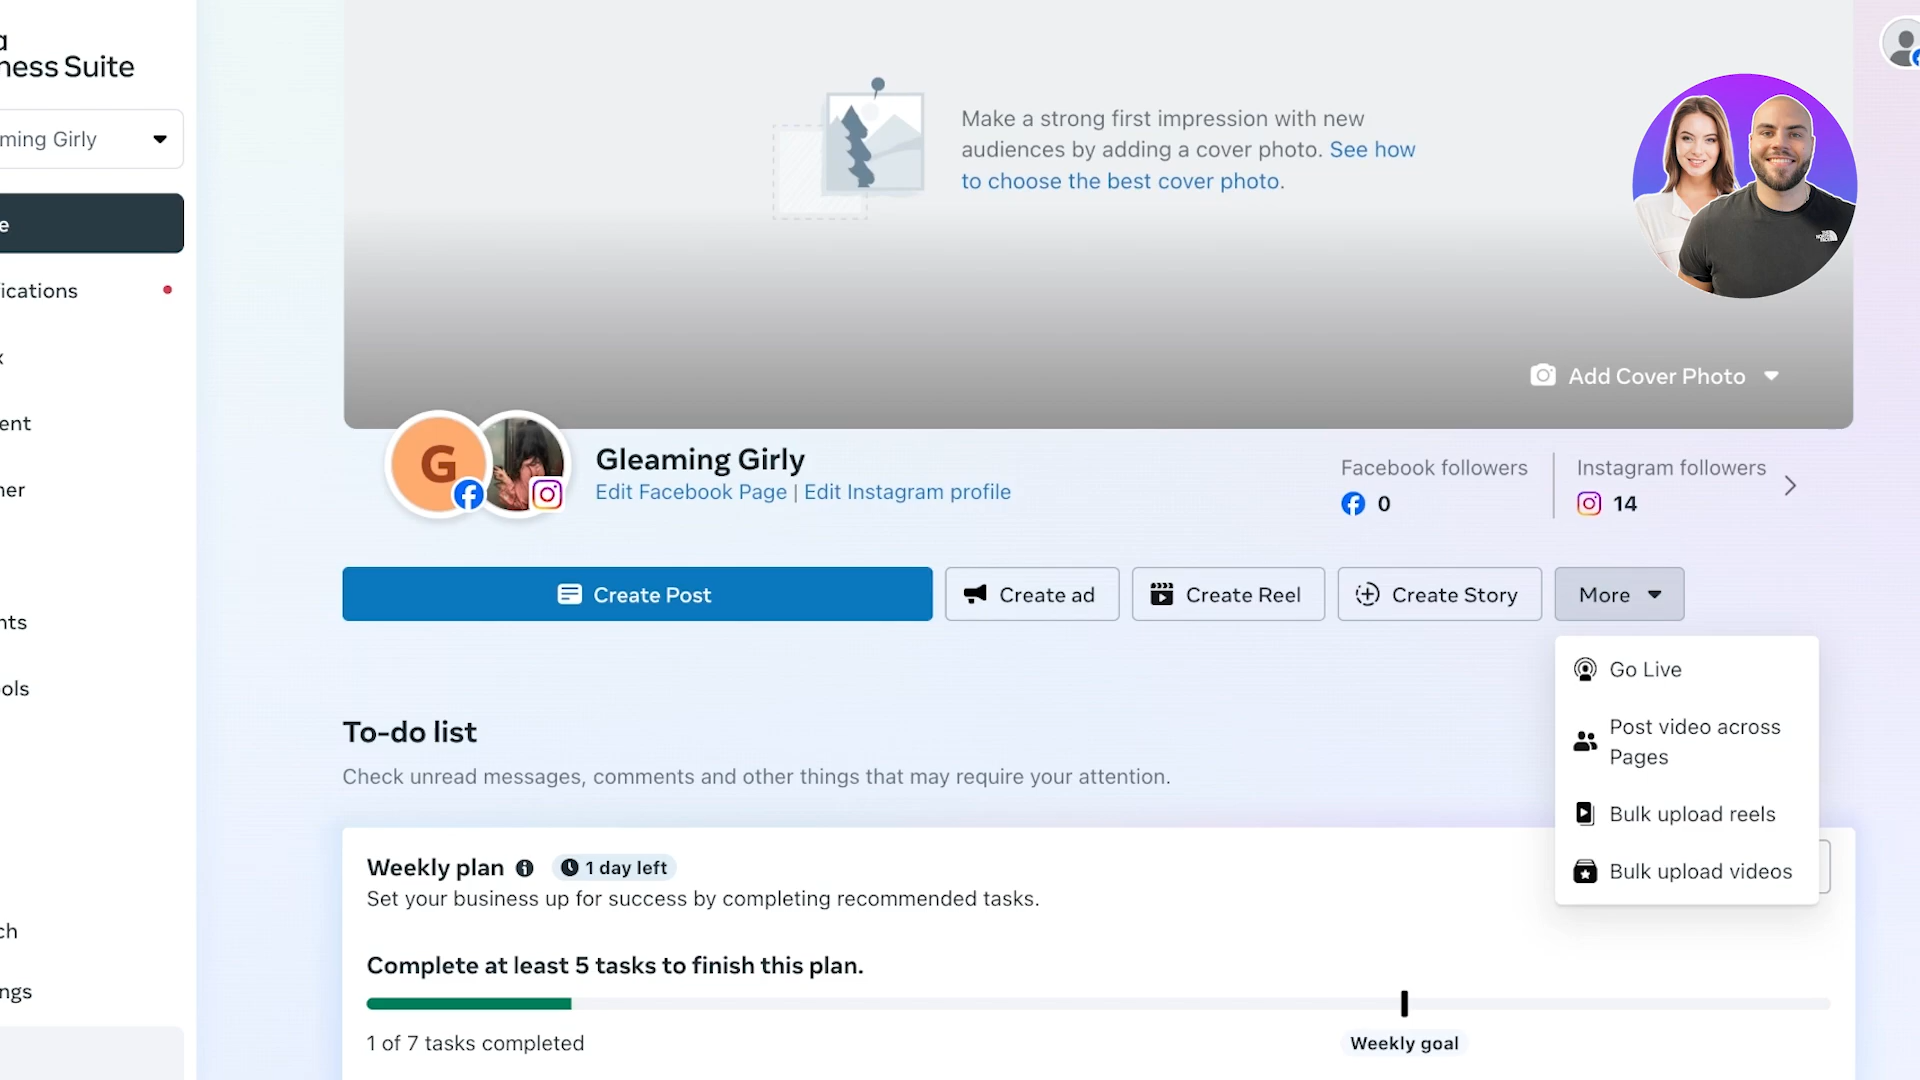 a
ness Suite
ming Girly
e
ications
x
ent
ner
nts
ols
ch
ngs
Make a strong first impression with new
audiences by adding a cover photo. See how
to choose the best cover photo.
THE
NORTH
FACE
Add Cover Photo
G
Gleaming Girly
Edit Facebook Page | Edit Instagram profile
Facebook followers
0
Instagram followers
14
Create Post
Create ad
Create Reel
Create Story
More
Go Live
Post video across
Pages
Bulk upload reels
Bulk upload videos
To-do list
Check unread messages, comments and other things that may require your attention.
Weekly plan
1 day left
Set your business up for success by completing recommended tasks.
Complete at least 5 tasks to finish this plan.
1 of 7 tasks completed
Weekly goal